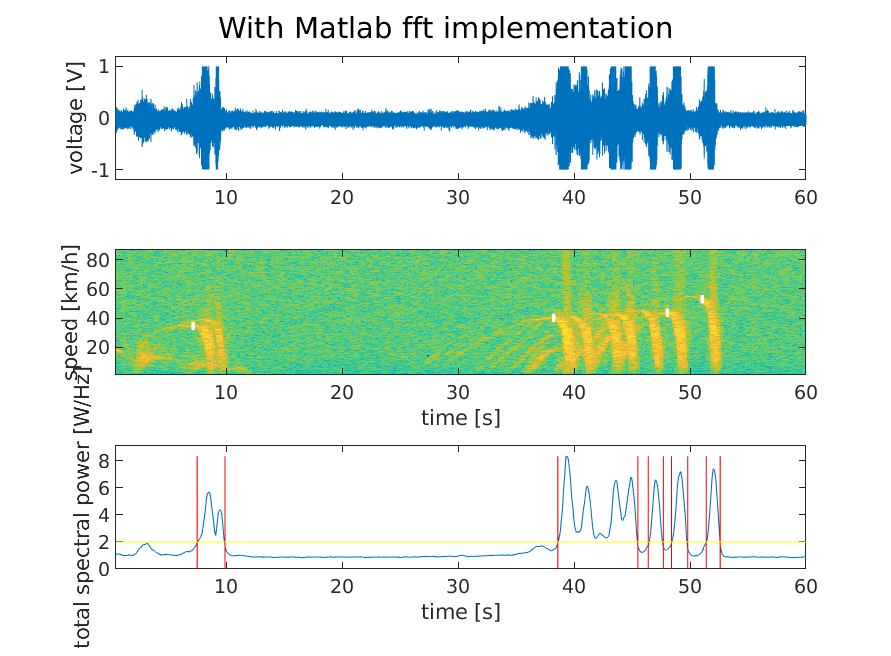 With Matlab fft implementation
voltage [V]
1
0
-1
10 20 30 40 50 60
speed [km/h]
80
60
40
20
10 20 30 40 50 60
time [s]
total spectral power [W/Hz]
8
6
4
2
0
10 20 30 40 50 60
time [s]